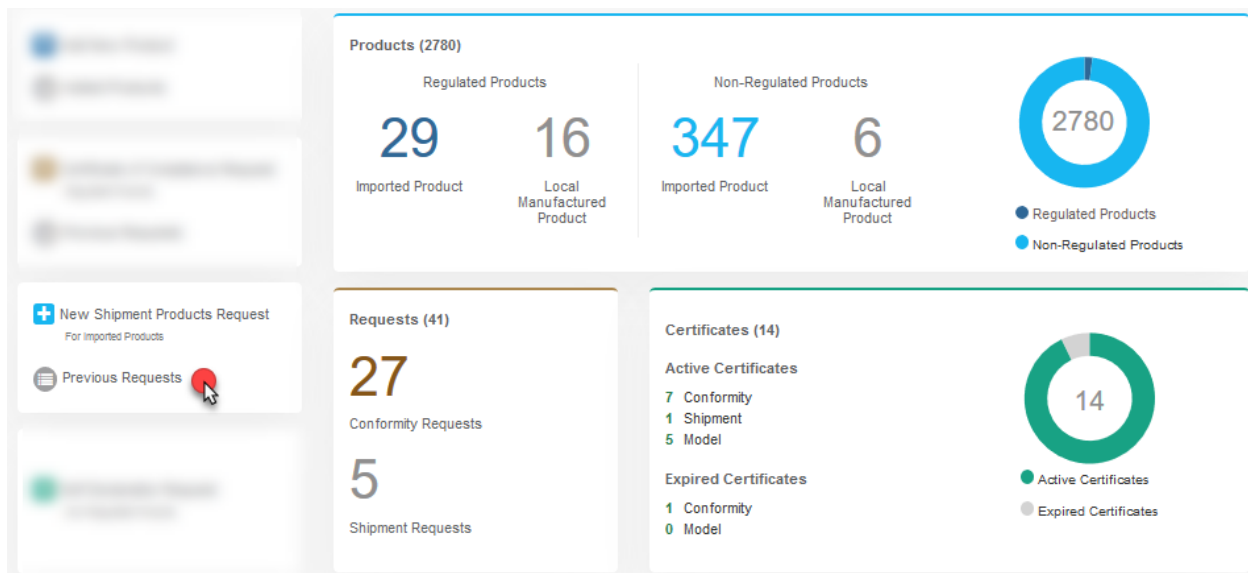 Products (2780)
Regulated Products
Non-Regulated Products
29
16
347
6
2780
Imported Product
Local
Manufactured
Product
Imported Product
Local
Manufactured
Product
Regulated Products
Non-Regulated Products
New Shipment Products Request
For Imported Products
Previous Requests
Requests (41)
27
Conformity Requests
5
Shipment Requests
Certificates (14)
Active Certificates
7 Conformity
1 Shipment
5 Model
Expired Certificates
1 Conformity
0 Model
14
Active Certificates
Expired Certificates